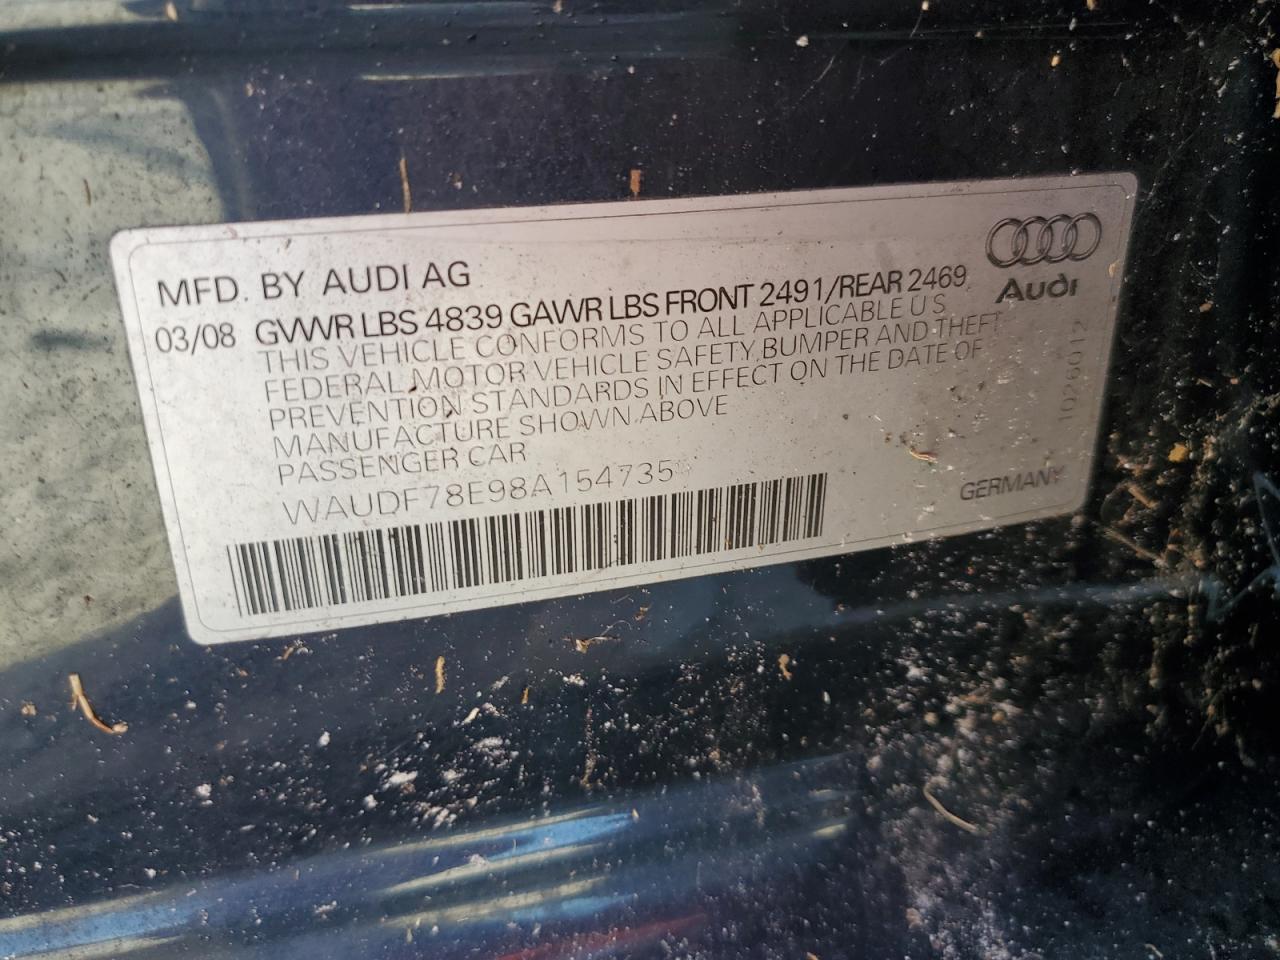 MFD. BY AUDI AG
03/08 GVWR LBS 4839 GAWR LBS FRONT 2491/REAR 2469
THIS VEHICLE CONFORMS TO ALL APPLICABLE U S
FEDERAL MOTOR VEHICLE SAFETY, BUMPER AND THEFT
PREVENTION STANDARDS IN EFFECT ON THE DATE OF
MANUFACTURE SHOWN ABOVE
PASSENGER CAR
WAUDF78E98A154735
Audi
1026012
GERMANY